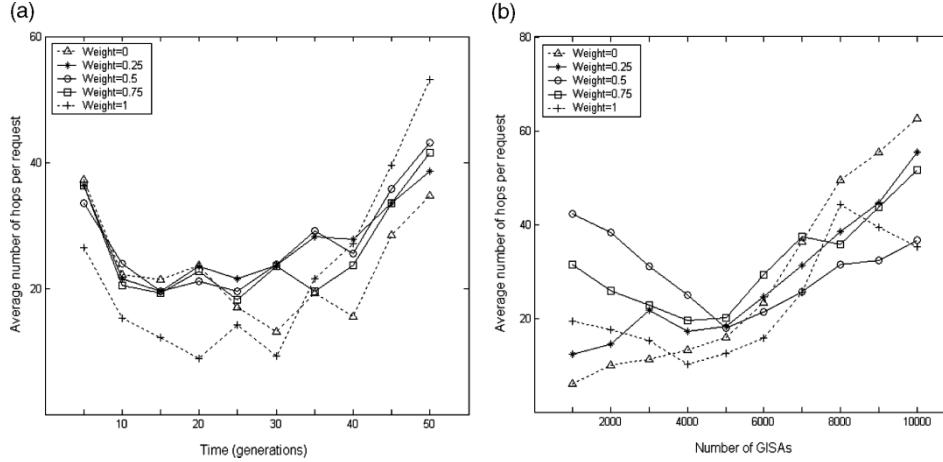 (a)
60
40
20
Average number of hops per request
Weight=0
Weight=0.25
Weight=0.5
Weight=0.75
Weight=1
10
20
30
40
50
Time (generations)
(b)
80
60
40
20
Average number of hops per request
Weight=0
Weight=0.25
Weight=0.5
Weight=0.75
Weight=1
2000
4000
6000
8000
10000
Number of GISAs